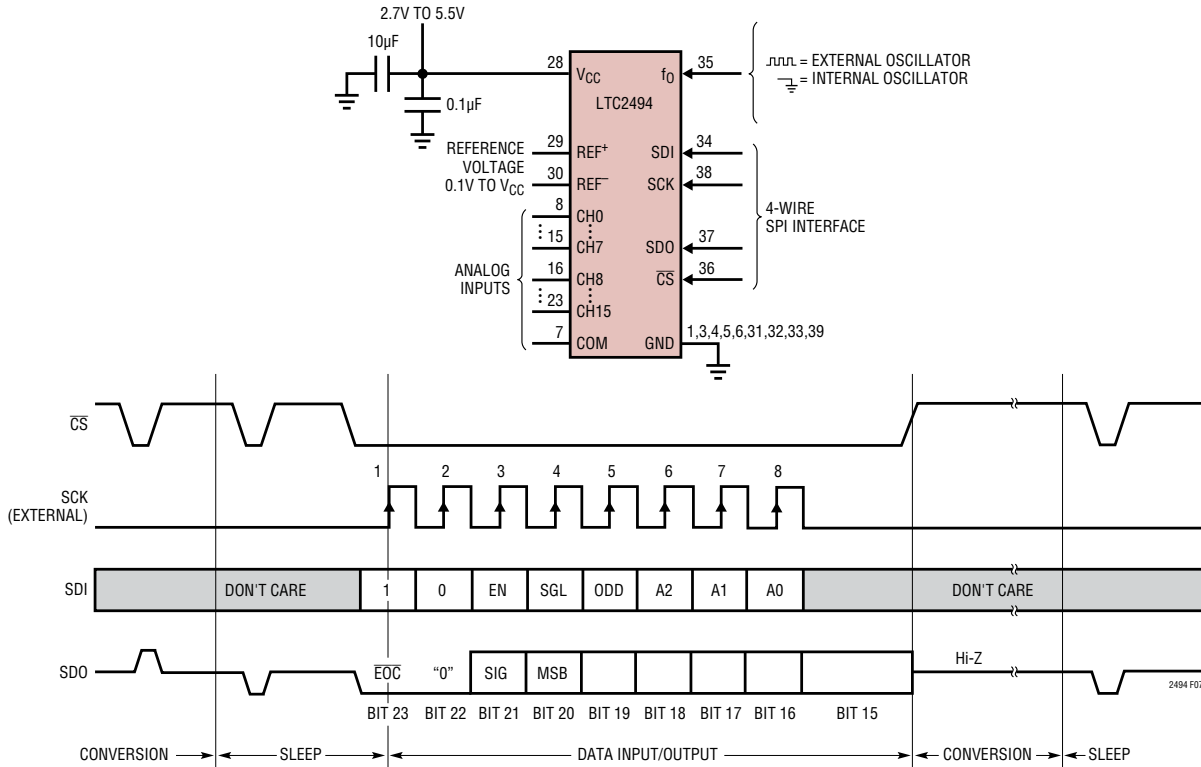 2.7V TO 5.5V
10µF
0.1µF
28
VCC
fO
35
= EXTERNAL OSCILLATOR
= INTERNAL OSCILLATOR
LTC2494
REFERENCE
VOLTAGE
0.1V TO VCC
29
REF+
30
REF–
SDI
34
SCK
38
SDO
37
CS
36
4-WIRE
SPI INTERFACE
ANALOG
INPUTS
8
CH0
15
CH7
16
CH8
23
CH15
7
COM
GND
1,3,4,5,6,31,32,33,39
CS
1 2 3 4 5 6 7 8
SCK
(EXTERNAL)
SDI
DON'T CARE 1 0 EN SGL ODD A2 A1 A0 DON'T CARE
SDO
EOC "0" SIG MSB Hi-Z
2494 F07
BIT 23 BIT 22 BIT 21 BIT 20 BIT 19 BIT 18 BIT 17 BIT 16 BIT 15
CONVERSION SLEEP DATA INPUT/OUTPUT CONVERSION SLEEP